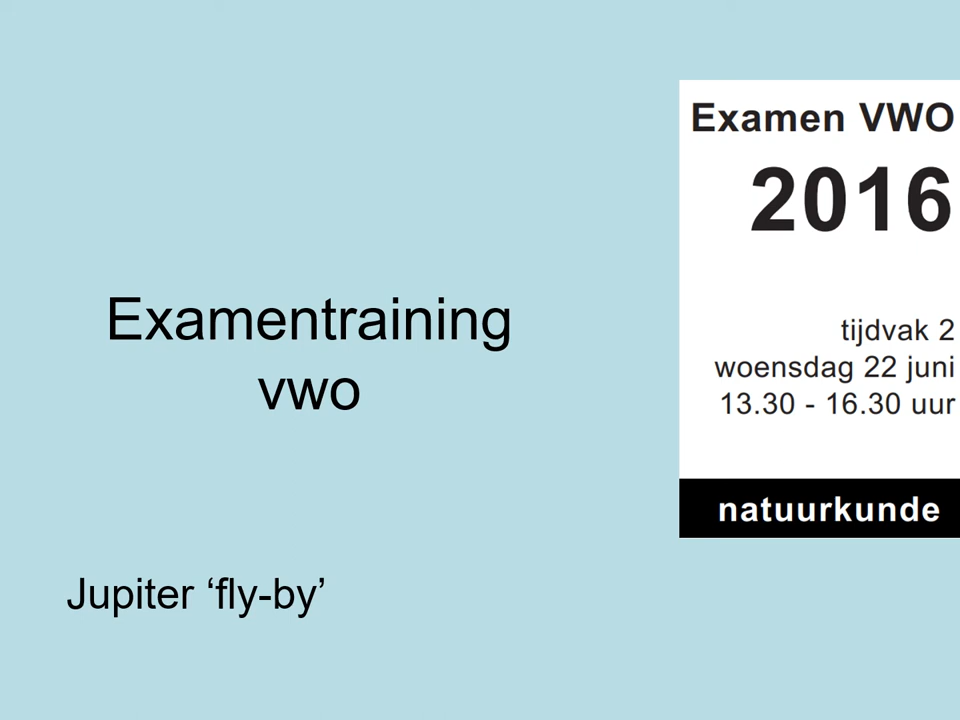 Examen VWO
2016
tijdvak 2
woensdag 22 juni
13.30 - 16.30 uur
natuurkunde
Examentraining
vwo
Jupiter ‘fly-by’